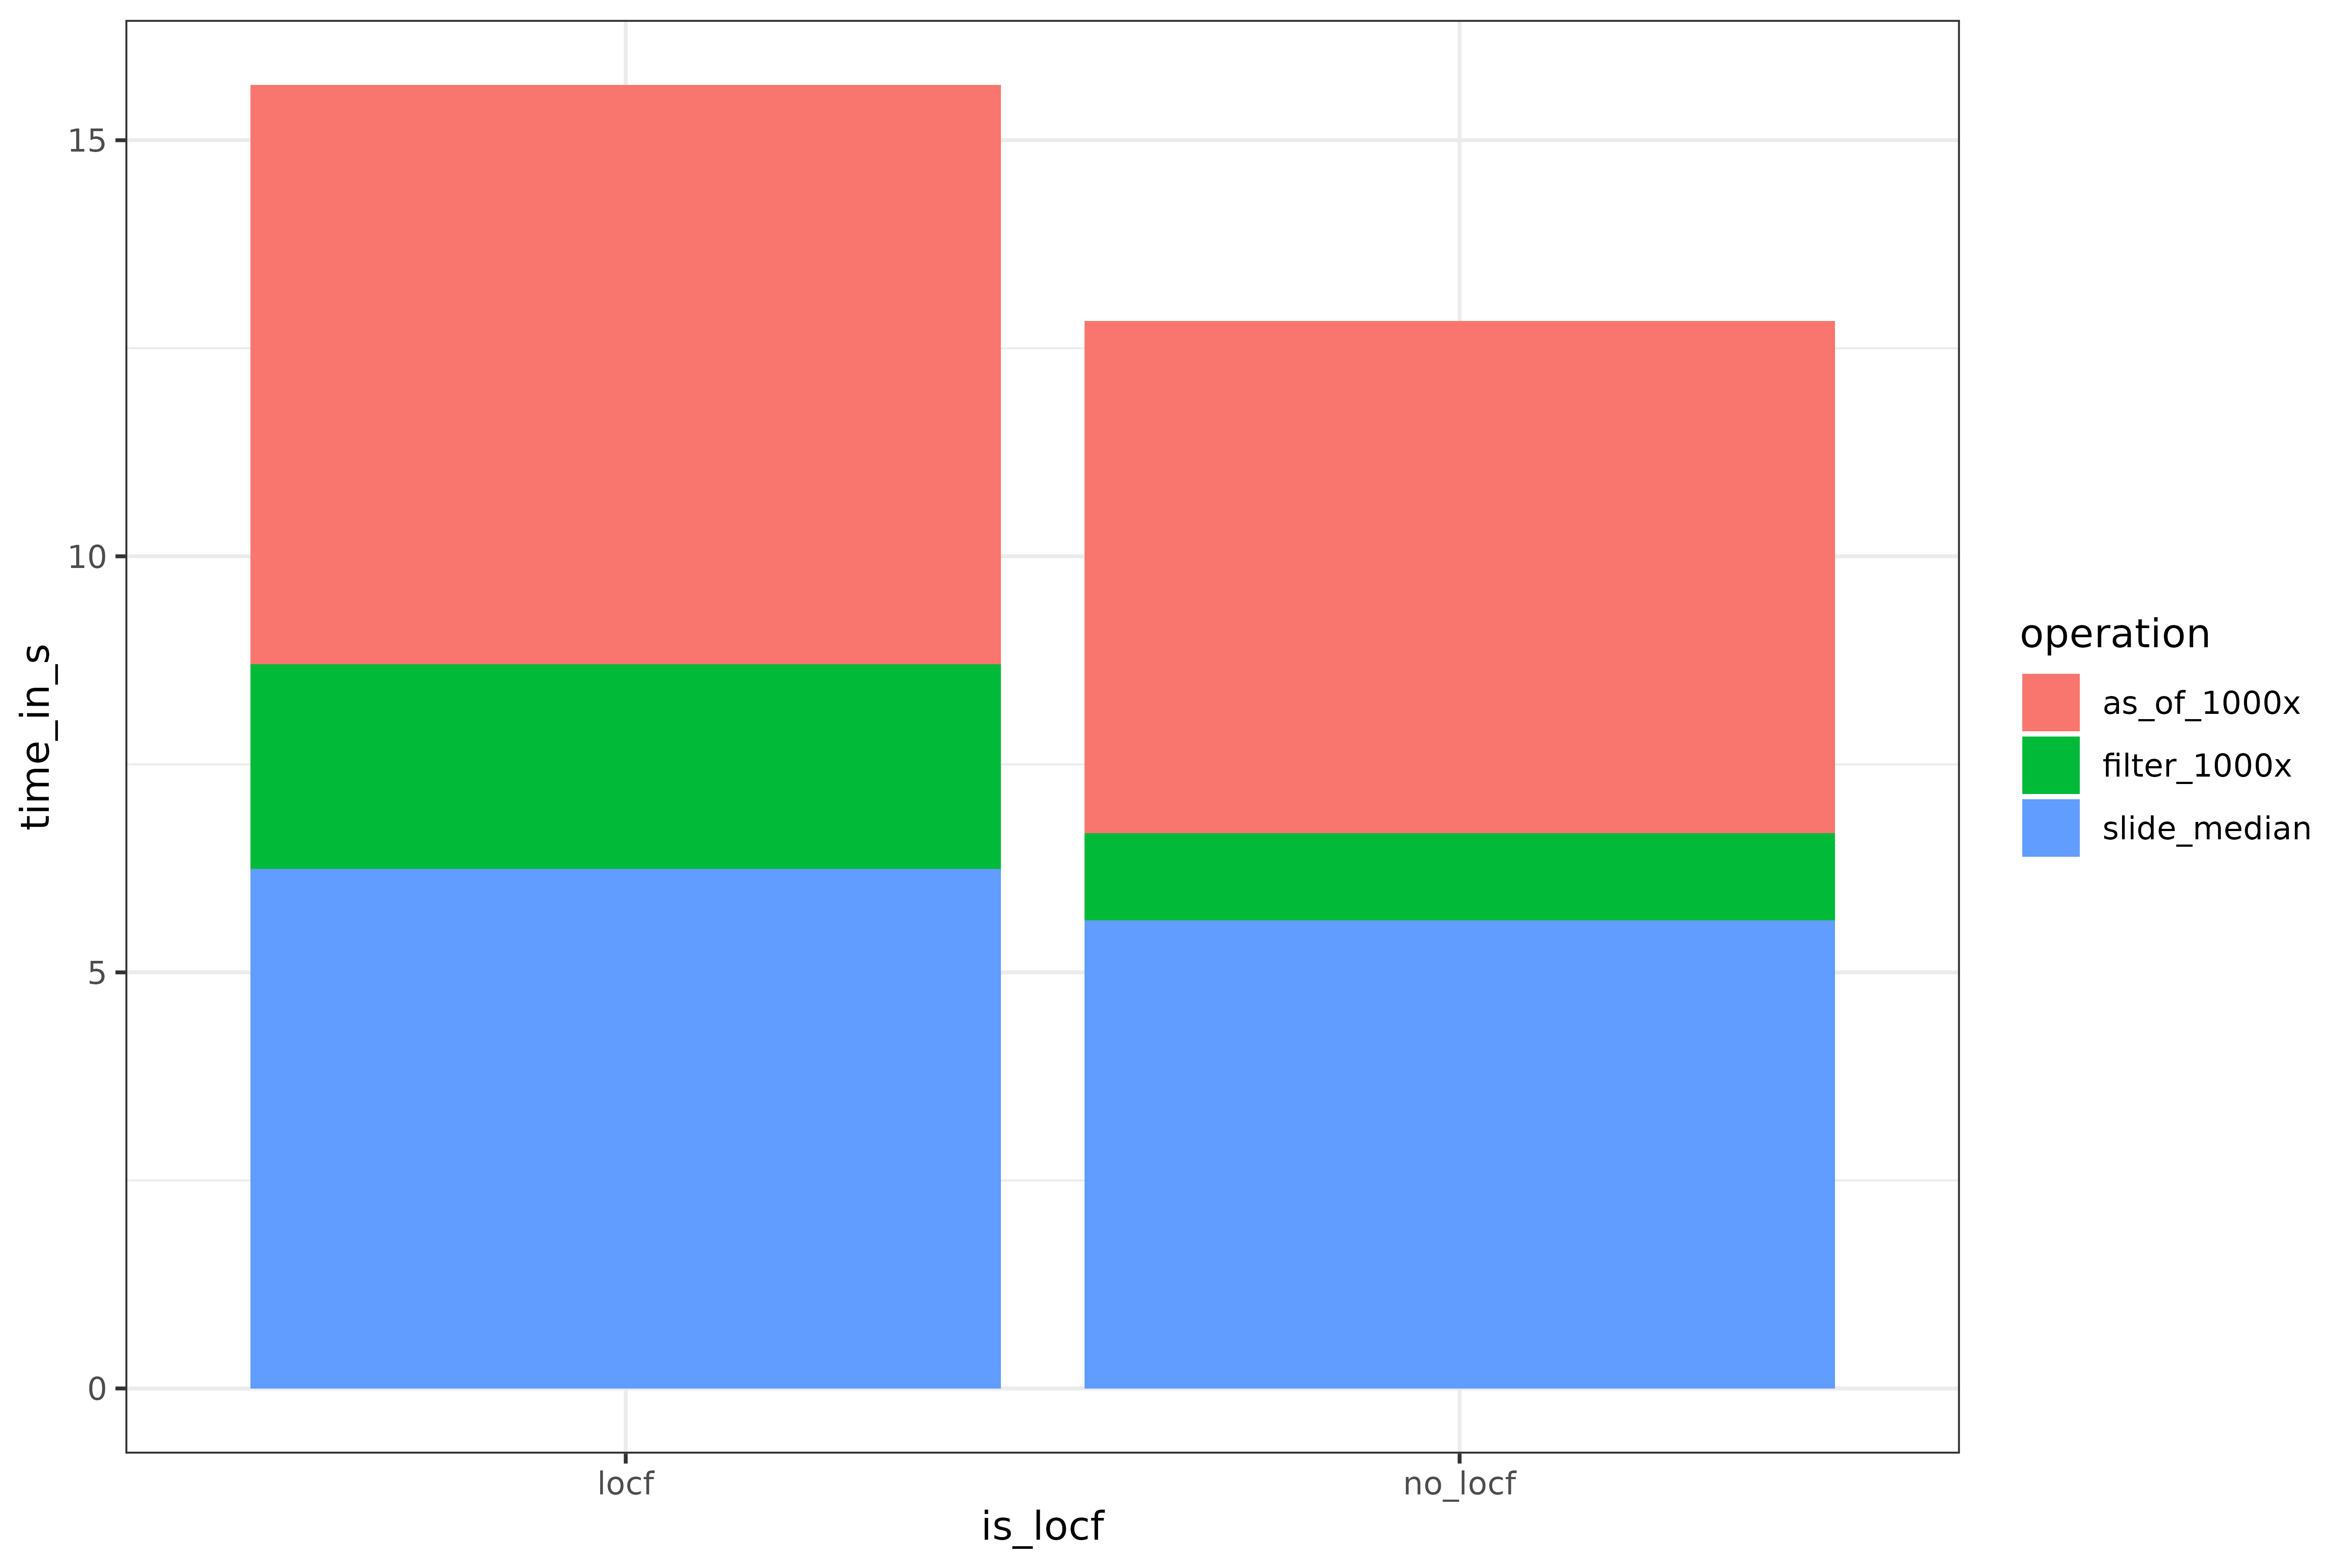 15
10
5
0
time_in_s
locf
no_locf
is_locf
operation
as_of_1000x
filter_1000x
slide_median